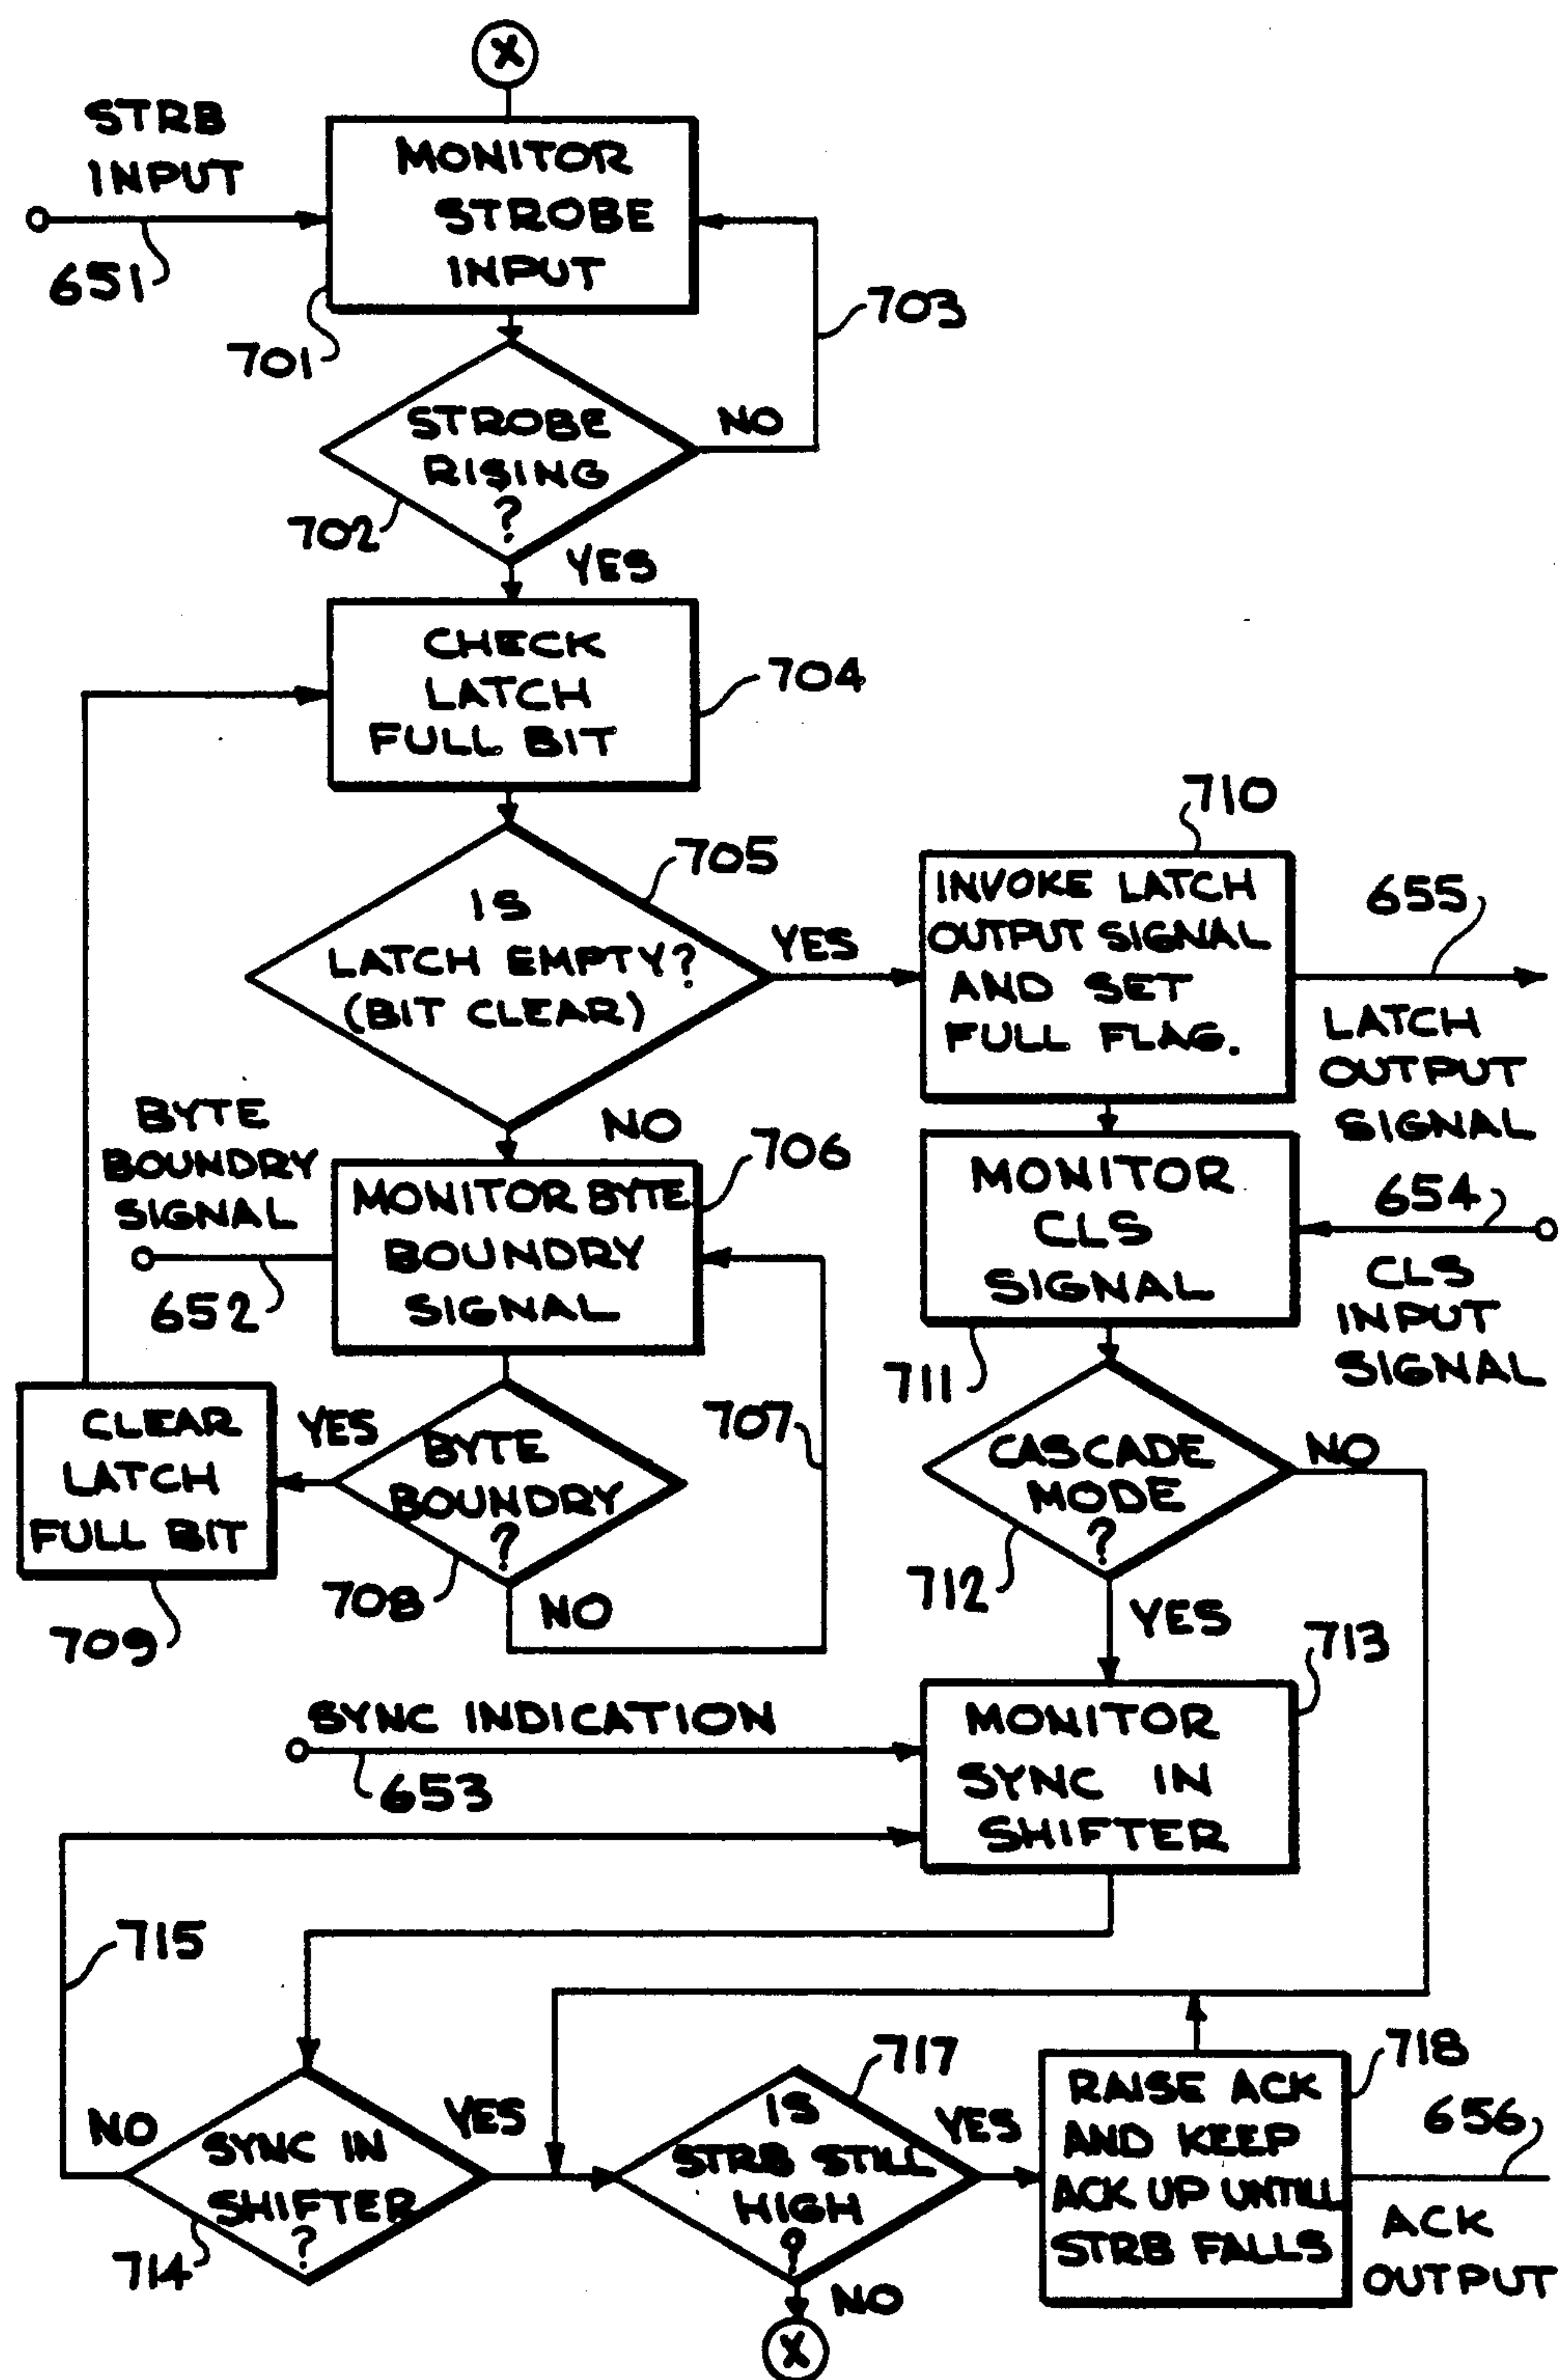 X
STRB
INPUT
651
MONITOR
STROBE
INPUT
701
703
STROBE
RISING
?
702
NO
YES
CHECK
LATCH
FULL BIT
704
IS
LATCH EMPTY?
(BIT CLEAR)
705
YES
NO
710
INVOKE LATCH
OUTPUT SIGNAL
AND SET
FULL FLAG.
655
LATCH
OUTPUT
SIGNAL
BYTE
BOUNDRY
SIGNAL
652
MONITOR BYTE
BOUNDRY
SIGNAL
706
MONITOR
CLS
SIGNAL
711
654
CLS
INPUT
SIGNAL
CLEAR
LATCH
FULL BIT
709
YES
BYTE
BOUNDRY
?
708
NO
707
CASCADE
MODE
?
712
NO
YES
SYNC INDICATION
653
MONITOR
SYNC IN
SHIFTER
713
715
NO
SYNC IN
SHIFTER
?
714
YES
IS
STRB STILL
HIGH
?
717
YES
NO
RAISE ACK
AND KEEP
ACK UP UNTILL
STRB FALLS
718
656
ACK
OUTPUT
X